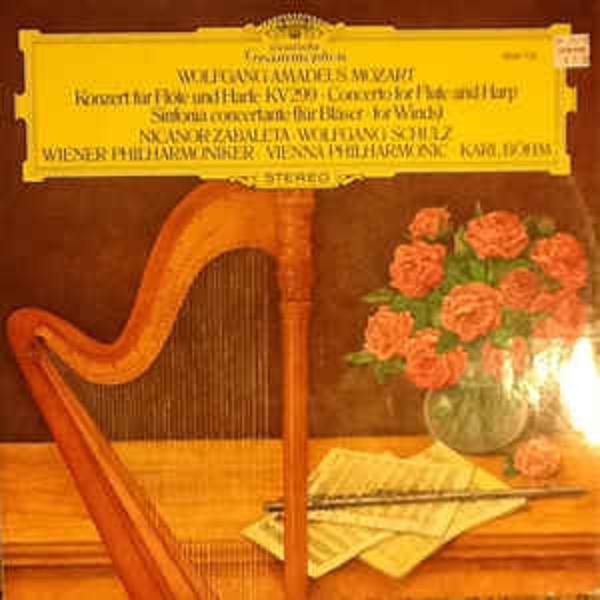 Deutsche
Grammophon
WOLFGANG AMADEUS MOZART
Konzert für Flöte und Harfe KV 299 · Concerto for Flute and Harp
Sinfonia concertante (für Bläser · for Winds)
NICANOR ZABALETA · WOLFGANG SCHULZ
WIENER PHILHARMONIKER · VIENNA PHILHARMONIC · KARL BÖHM
STEREO